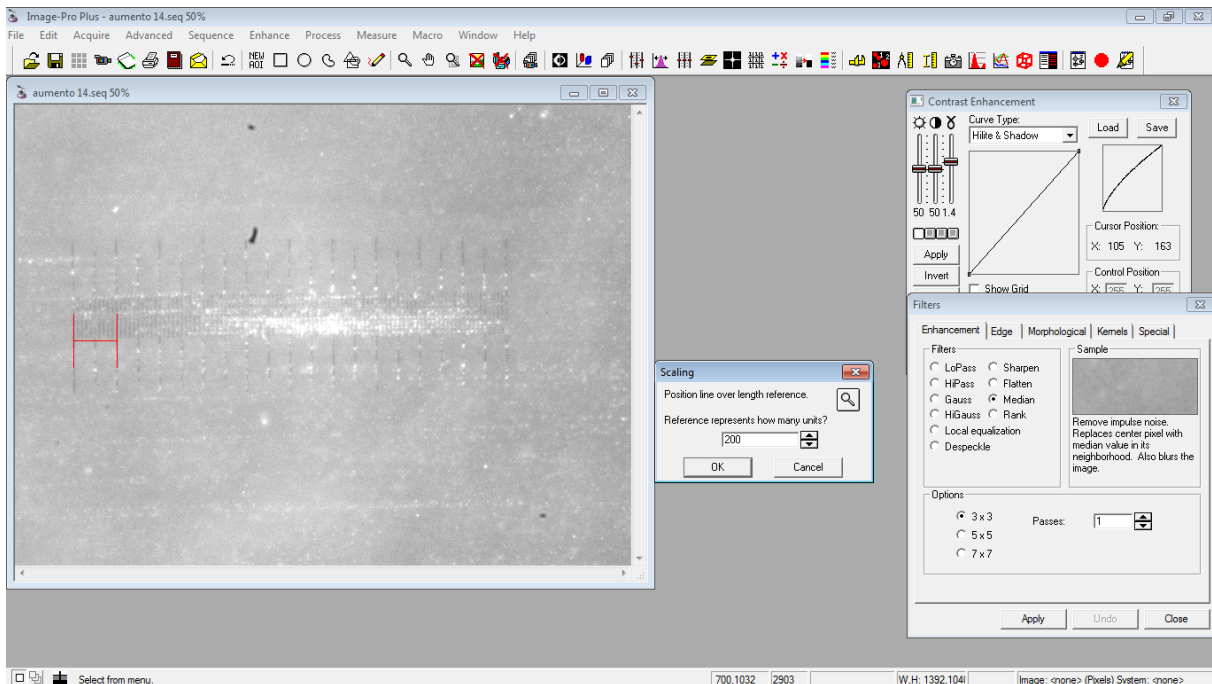 Image-Pro Plus - aumento 14.seq 50%
File Edit Acquire Advanced Sequence Enhance Process Measure Macro Window Help
NEW AOI
aumento 14.seq 50%
Contrast Enhancement
Curve Type:
Hilite & Shadow
Load Save
50 50 1.4
Cursor Position:
X: 105 Y: 163
Apply
Invert
Control Position
X: 255 Y: 255
Show Grid
Filters
Enhancement Edge Morphological Kernels Special
Filters
LoPass Sharpen
HiPass Flatten
Gauss Median
HiGauss Rank
Local equalization
Despeckle
Sample
Remove impulse noise.
Replaces center pixel with
median value in its
neighborhood. Also blurs the
image.
Options
3 x 3
5 x 5
7 x 7
Passes: 1
Apply Undo Close
Scaling
Position line over length reference.
Reference represents how many units?
200
OK Cancel
Select from menu.
700,1032 2903 W,H: 1392,104 Image: <none> (Pixels) System: <none>